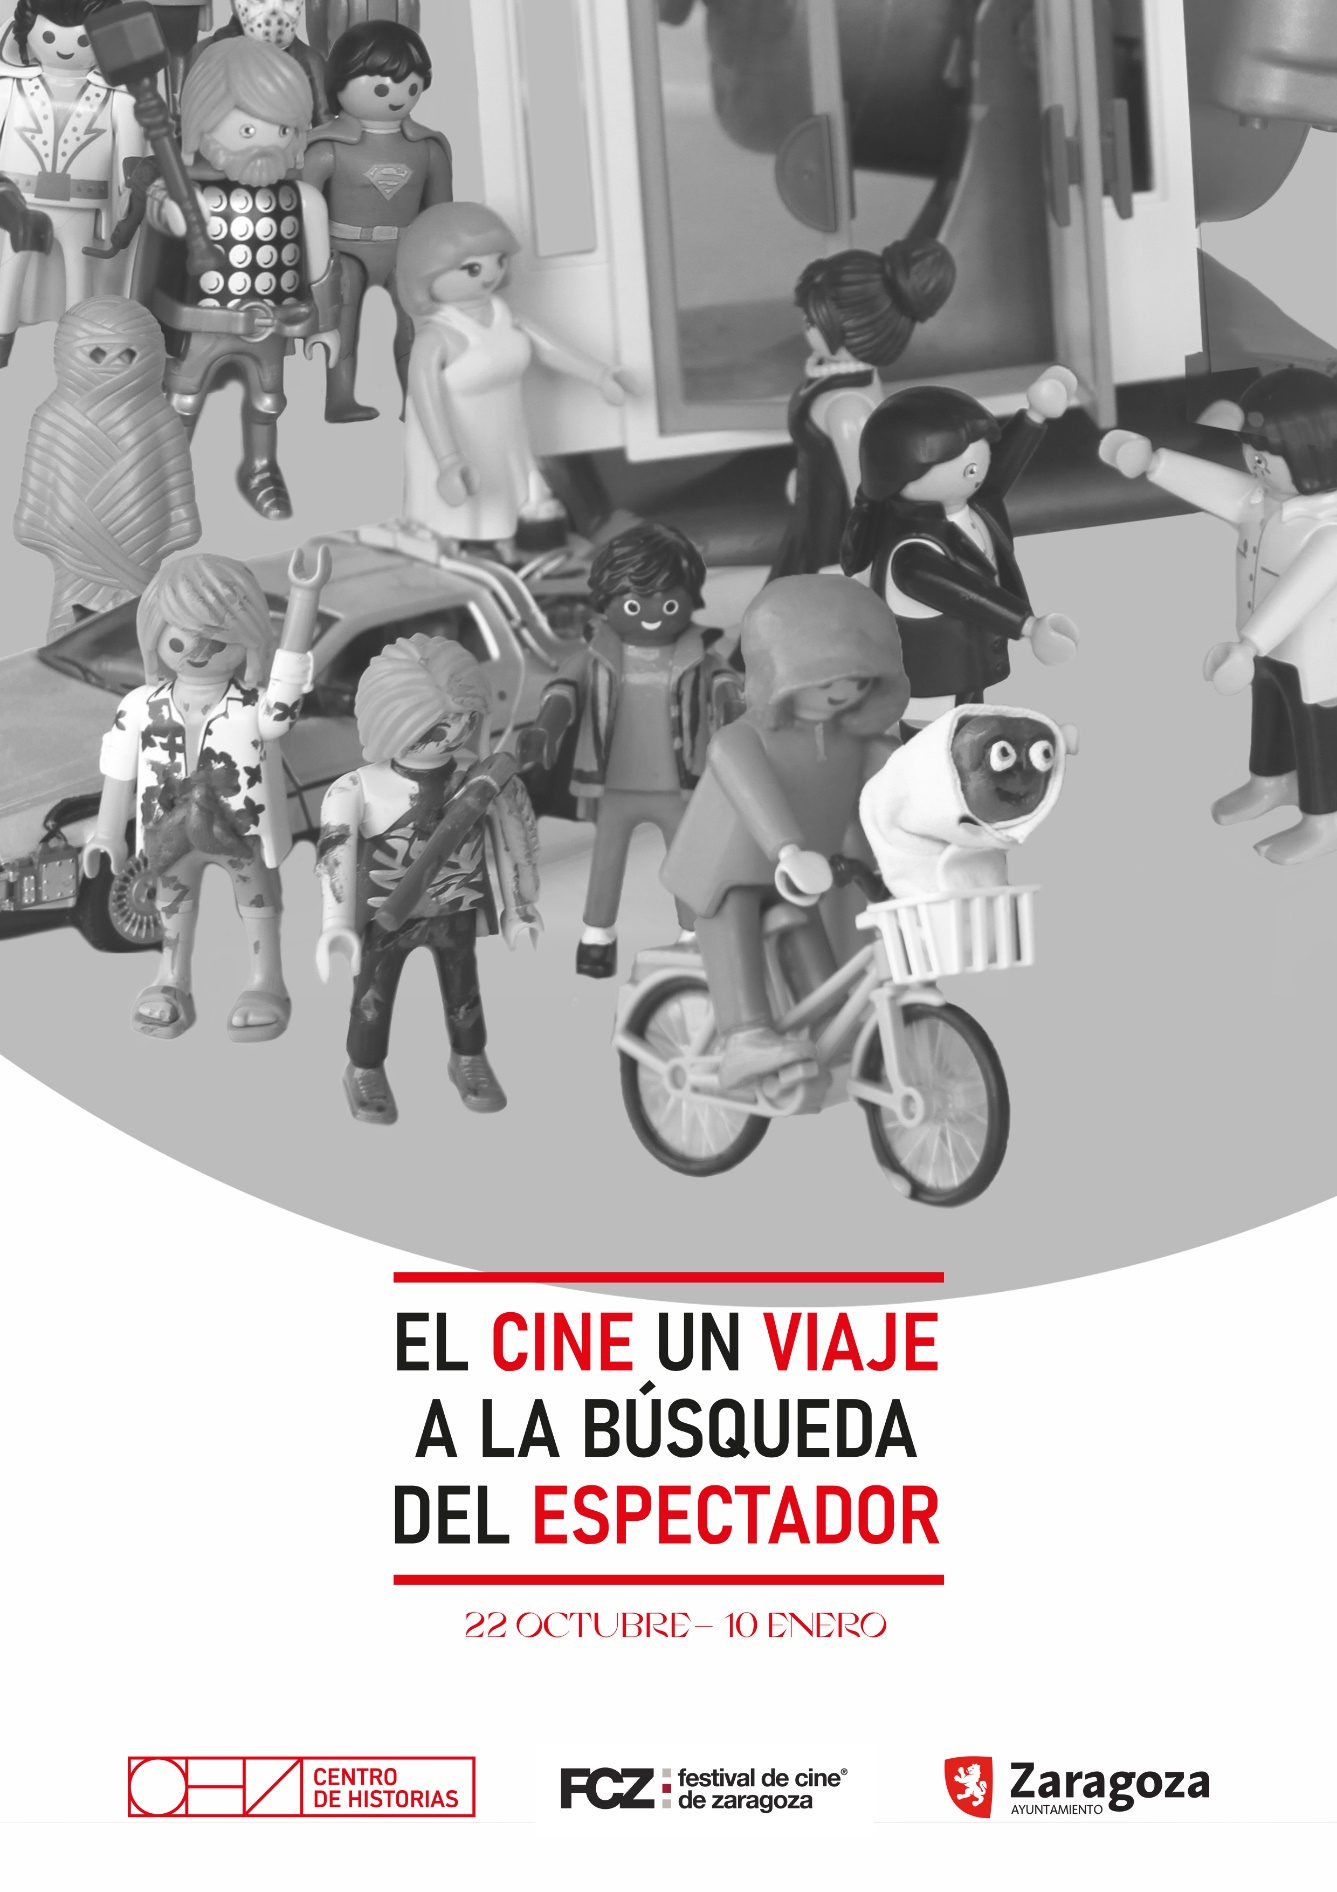 EL CINE UN VIAJE
A LA BÚSQUEDA
DEL ESPECTADOR
22 OCTUBRE – 10 ENERO
CENTRO
DE HISTORIAS
FCZ festival de cine®
de zaragoza
Zaragoza
AYUNTAMIENTO